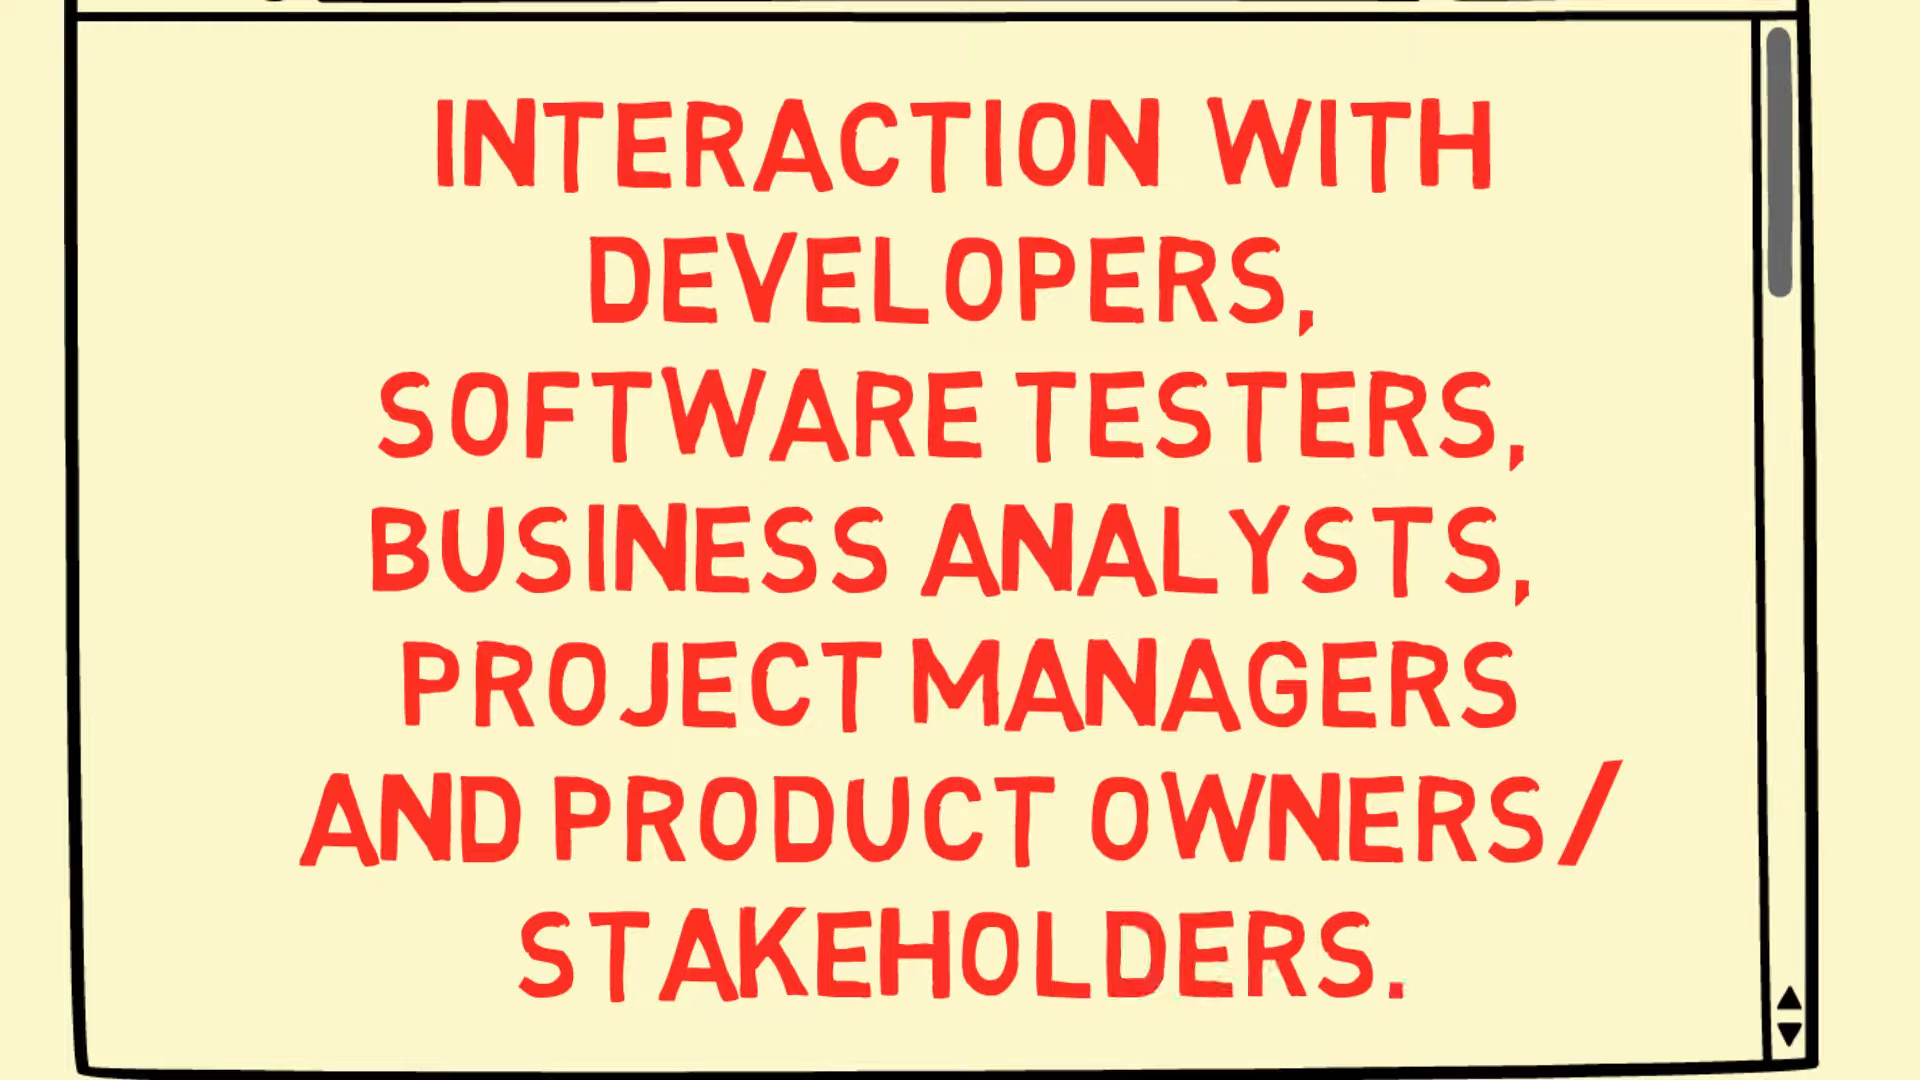 INTERACTION WITH
DEVELOPERS,
SOFTWARE TESTERS,
BUSINESS ANALYSTS,
PROJECT MANAGERS
AND PRODUCT OWNERS/
STAKEHOLDERS.